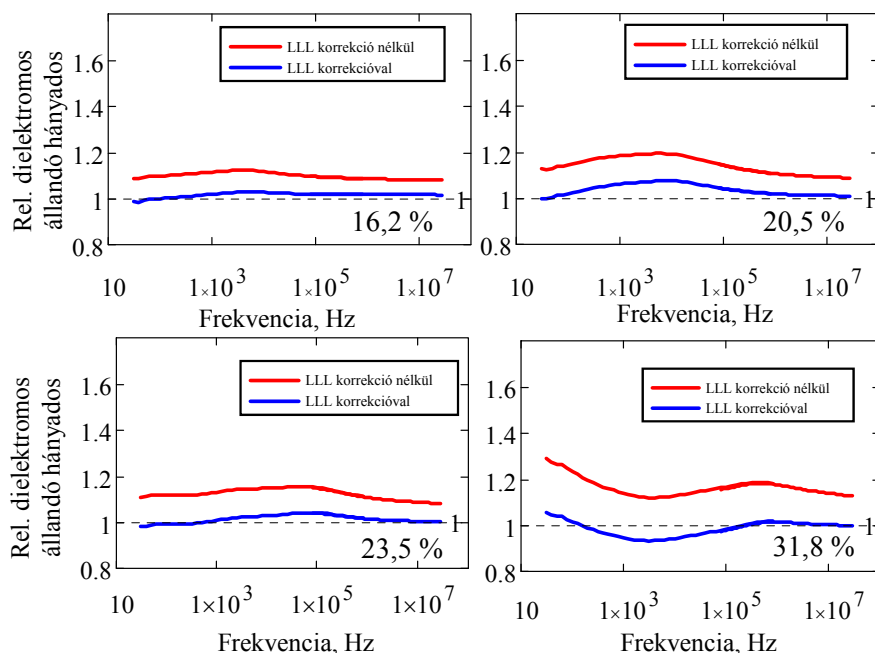 Rel. dielektromos
állandó hányados
1.6
1.4
1.2
1
0.8
LLL korrekció nélkül
LLL korrekcióval
1
16,2 %
10
1×10³
1×10⁵
1×10⁷
Frekvencia, Hz
1.6
1.4
1.2
1
0.8
LLL korrekció nélkül
LLL korrekcióval
1
20,5 %
10
1×10³
1×10⁵
1×10⁷
Frekvencia, Hz
Rel. dielektromos
állandó hányados
1.6
1.4
1.2
1
0.8
LLL korrekció nélkül
LLL korrekcióval
1
23,5 %
10
1×10³
1×10⁵
1×10⁷
Frekvencia, Hz
1.6
1.4
1.2
1
0.8
LLL korrekció nélkül
LLL korrekcióval
1
31,8 %
10
1×10³
1×10⁵
1×10⁷
Frekvencia, Hz